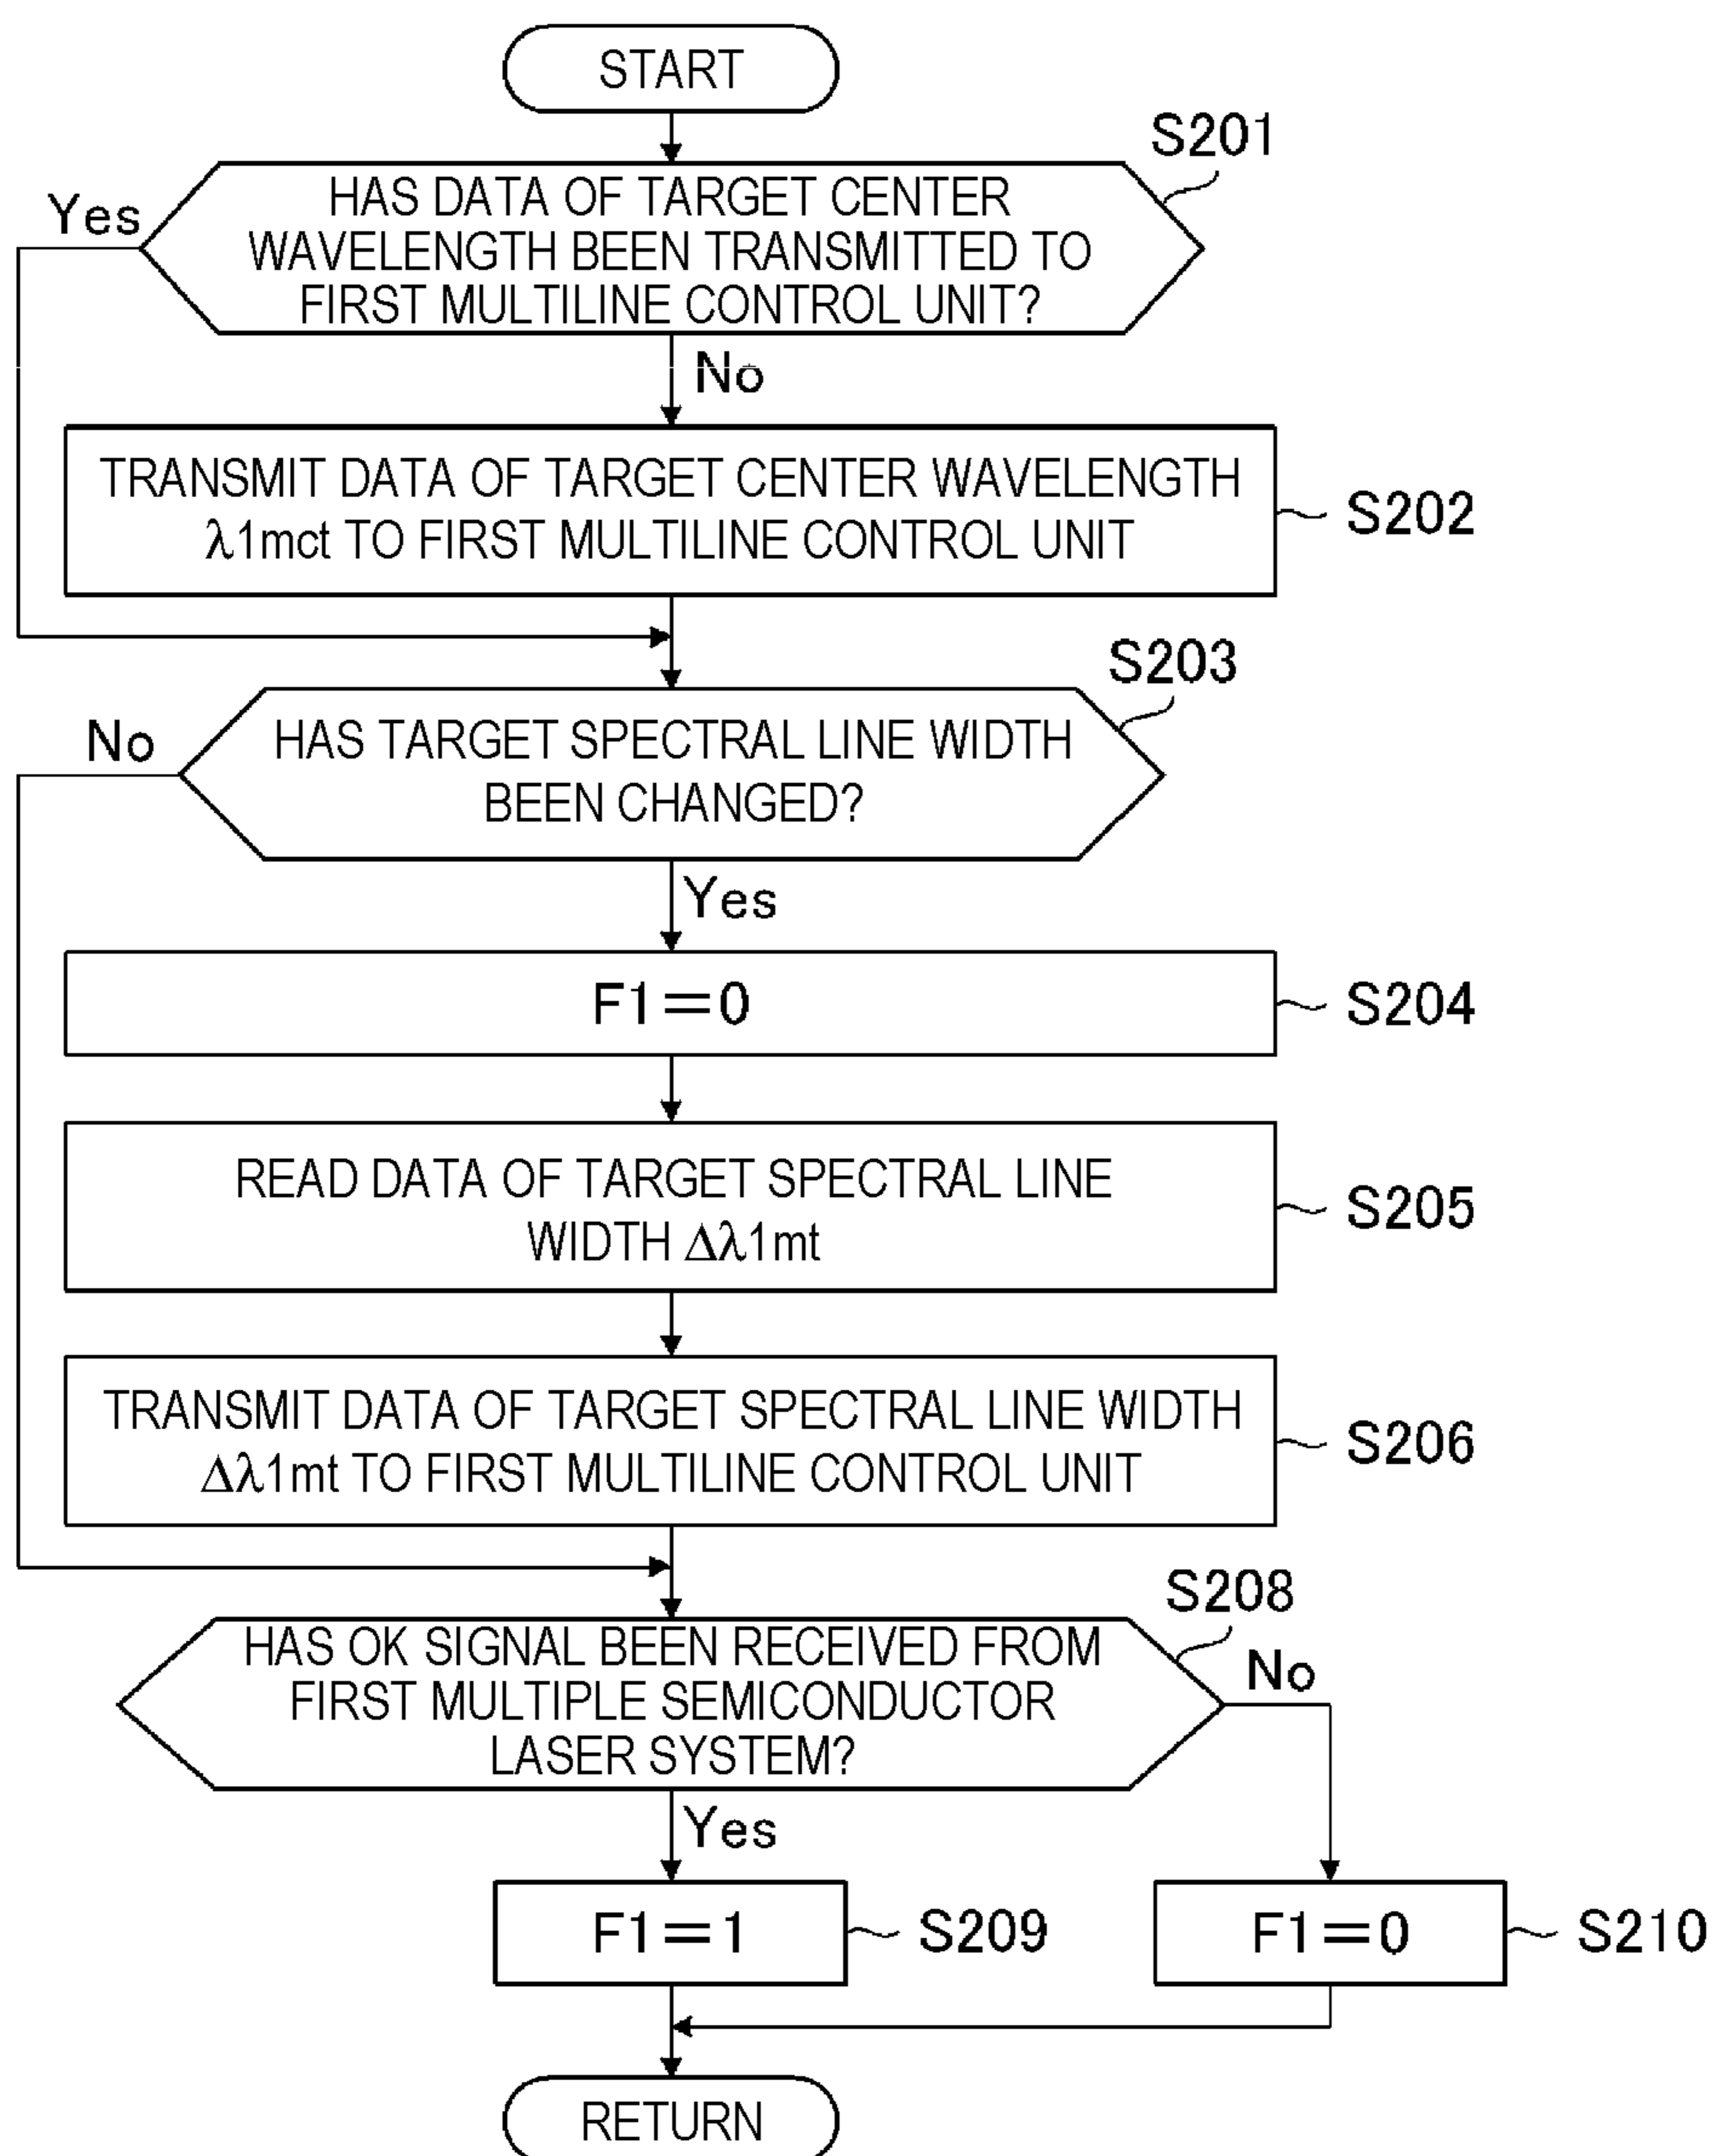 START
S201
HAS DATA OF TARGET CENTER
Yes
WAVELENGTH BEEN TRANSMITTED TO
FIRST MULTILINE CONTROL UNIT?
No
TRANSMIT DATA OF TARGET CENTER WAVELENGTH
λ1mct TO FIRST MULTILINE CONTROL UNIT
S202
S203
No
HAS TARGET SPECTRAL LINE WIDTH
BEEN CHANGED?
Yes
F1=0
S204
READ DATA OF TARGET SPECTRAL LINE
WIDTH Δλ1mt
S205
TRANSMIT DATA OF TARGET SPECTRAL LINE WIDTH
Δλ1mt TO FIRST MULTILINE CONTROL UNIT
S206
S208
HAS OK SIGNAL BEEN RECEIVED FROM
FIRST MULTIPLE SEMICONDUCTOR
LASER SYSTEM?
No
Yes
F1=1
S209
F1=0
S210
RETURN